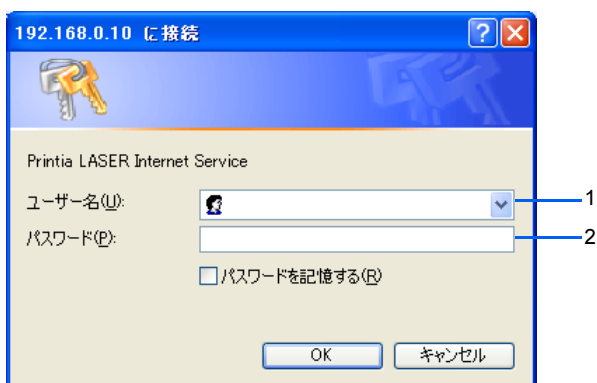 192.168.0.10 に接続
Printia LASER Internet Service
ユーザー名(U):
1
パスワード(P):
2
パスワードを記憶する(R)
OK
キャンセル